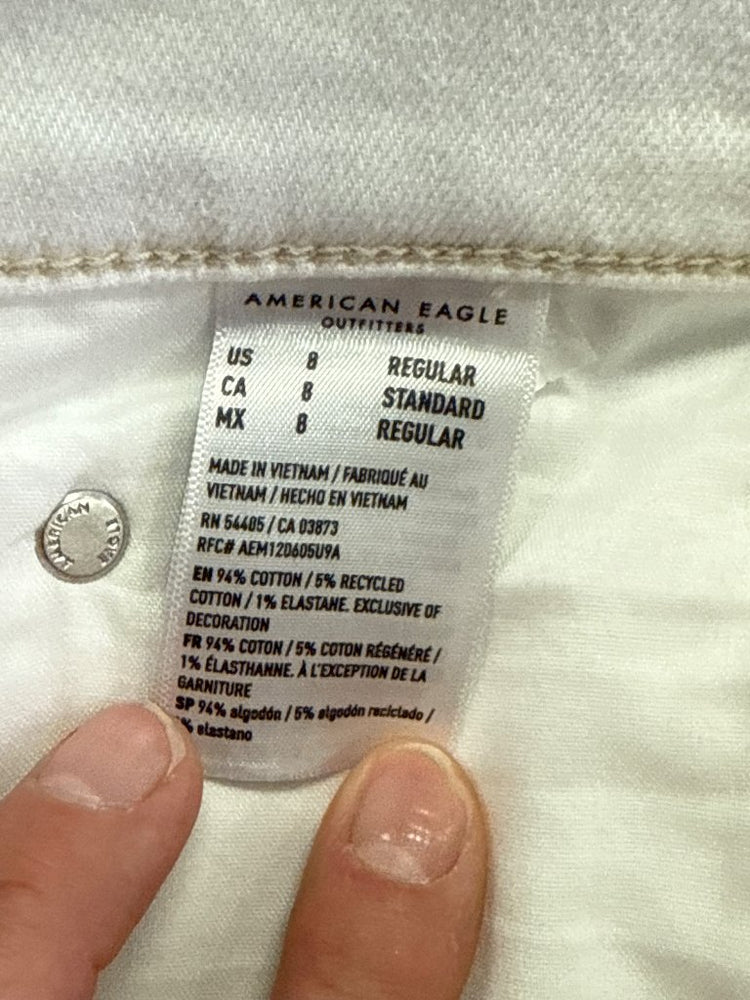 AMERICAN EAGLE
OUTFITTERS
US 8 REGULAR
CA 8 STANDARD
MX 8 REGULAR
MADE IN VIETNAM / FABRIQUÉ AU
VIETNAM / HECHO EN VIETNAM
RN 54405 / CA 03873
RFC# AEM120605U9A
EN 94% COTTON / 5% RECYCLED
COTTON / 1% ELASTANE. EXCLUSIVE OF
DECORATION
FR 94% COTON / 5% COTON RÉGÉNÉRÉ /
1% ÉLASTHANNE. À L'EXCEPTION DE LA
GARNITURE
SP 94% algodón / 5% algodón reciclado /
% elastano
AMERICAN EAGLE